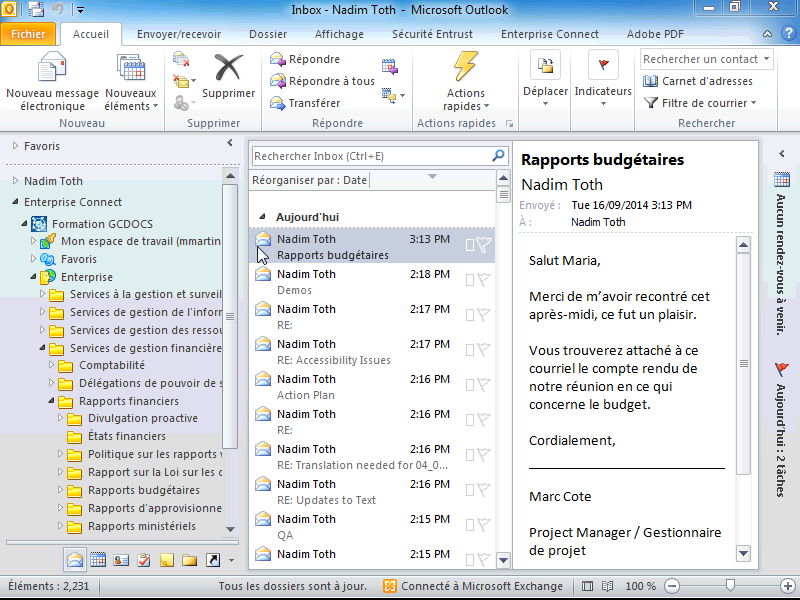 Inbox - Nadim Toth - Microsoft Outlook
Fichier
Accueil
Envoyer/recevoir
Dossier
Affichage
Sécurité Entrust
Enterprise Connect
Adobe PDF
Nouveau message
électronique
Nouveaux
éléments
Nouveau
Supprimer
Supprimer
Répondre
Répondre à tous
Transférer
Répondre
Actions
rapides
Actions rapides
Déplacer
Indicateurs
Rechercher un contact
Carnet d'adresses
Filtre de courrier
Rechercher
Favoris
Nadim Toth
Enterprise Connect
Formation GCDOCS
Mon espace de travail (mmartin
Favoris
Enterprise
Services à la gestion et surveil
Services de gestion de l'inforr
Services de gestion des ressou
Services de gestion financière
Comptabilité
Délégations de pouvoir de s
Rapports financiers
Divulgation proactive
États financiers
Politique sur les rapports v
Rapport sur la Loi sur les c
Rapports budgétaires
Rapports d'approvisionne
Rapports ministériels
Rechercher Inbox (Ctrl+E)
Réorganiser par : Date
Aujourd'hui
Nadim Toth 3:13 PM
Rapports budgétaires
Nadim Toth 2:18 PM
Demos
Nadim Toth 2:17 PM
RE:
Nadim Toth 2:17 PM
RE: Accessibility Issues
Nadim Toth 2:16 PM
Action Plan
Nadim Toth 2:16 PM
RE:
Nadim Toth 2:16 PM
RE: Translation needed for 04_0...
Nadim Toth 2:16 PM
RE: Updates to Text
Nadim Toth 2:15 PM
QA
Nadim Toth 2:15 PM
Rapports budgétaires
Nadim Toth
Envoyé : Tue 16/09/2014 3:13 PM
À : Nadim Toth
Salut Maria,
Merci de m'avoir recontré cet
après-midi, ce fut un plaisir.
Vous trouverez attaché à ce
courriel le compte rendu de
notre réunion en ce qui
concerne le budget.
Cordialement,
Marc Cote
Project Manager / Gestionnaire
de projet
Aucun rendez-vous à venir.
Aujourd'hui : 2 tâches
Éléments : 2,231
Tous les dossiers sont à jour.
Connecté à Microsoft Exchange
100 %